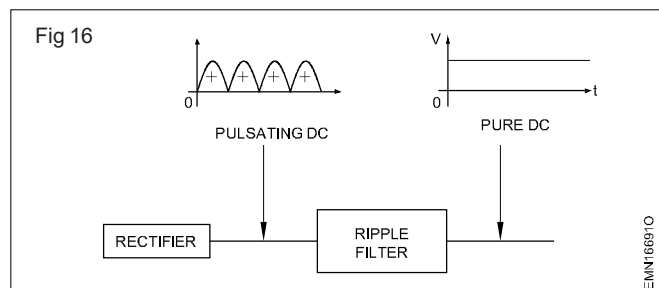 Fig 16
V
0
0
t
PULSATING DC
PURE DC
RECTIFIER
RIPPLE
FILTER
EMN16691O